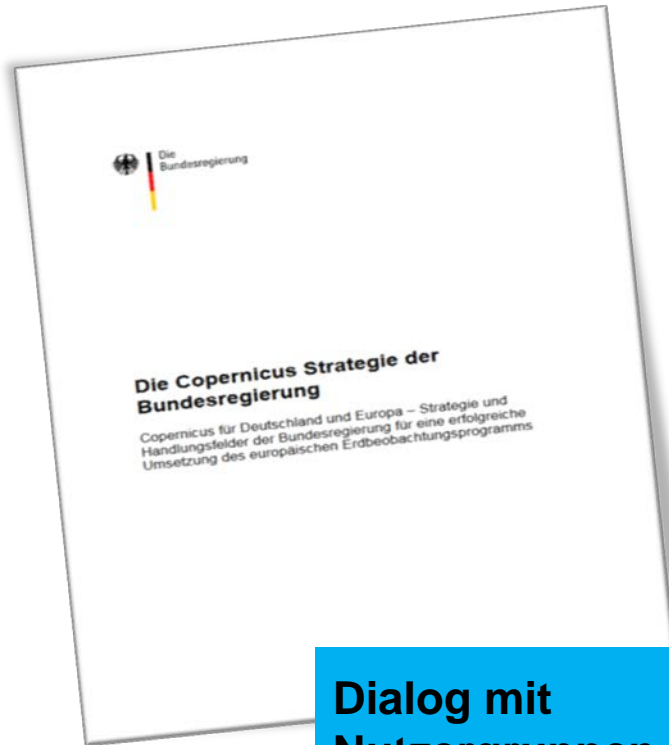 Die
Bundesregierung
Die Copernicus Strategie der
Bundesregierung
Copernicus für Deutschland und Europa – Strategie und
Handlungsfelder der Bundesregierung für eine erfolgreiche
Umsetzung des europäischen Erdbeobachtungsprogramms
Dialog mit
Nutzergruppen